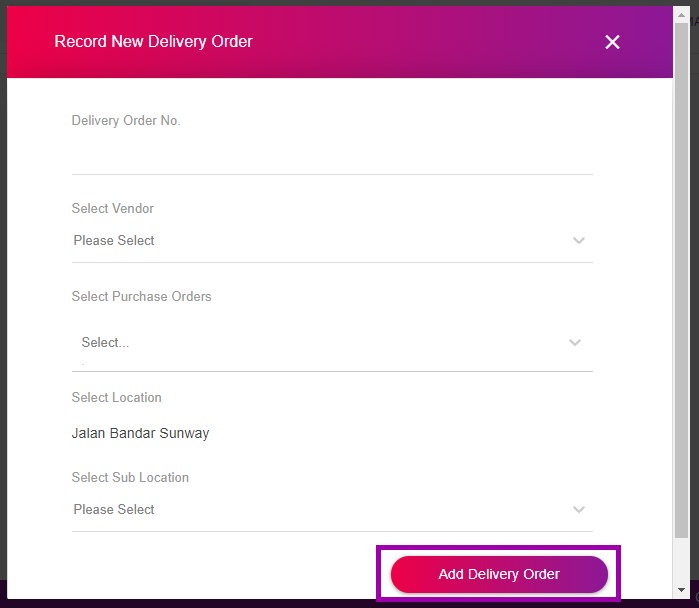 Record New Delivery Order
Delivery Order No.
Select Vendor
Please Select
Select Purchase Orders
Select...
Select Location
Jalan Bandar Sunway
Select Sub Location
Please Select
Add Delivery Order